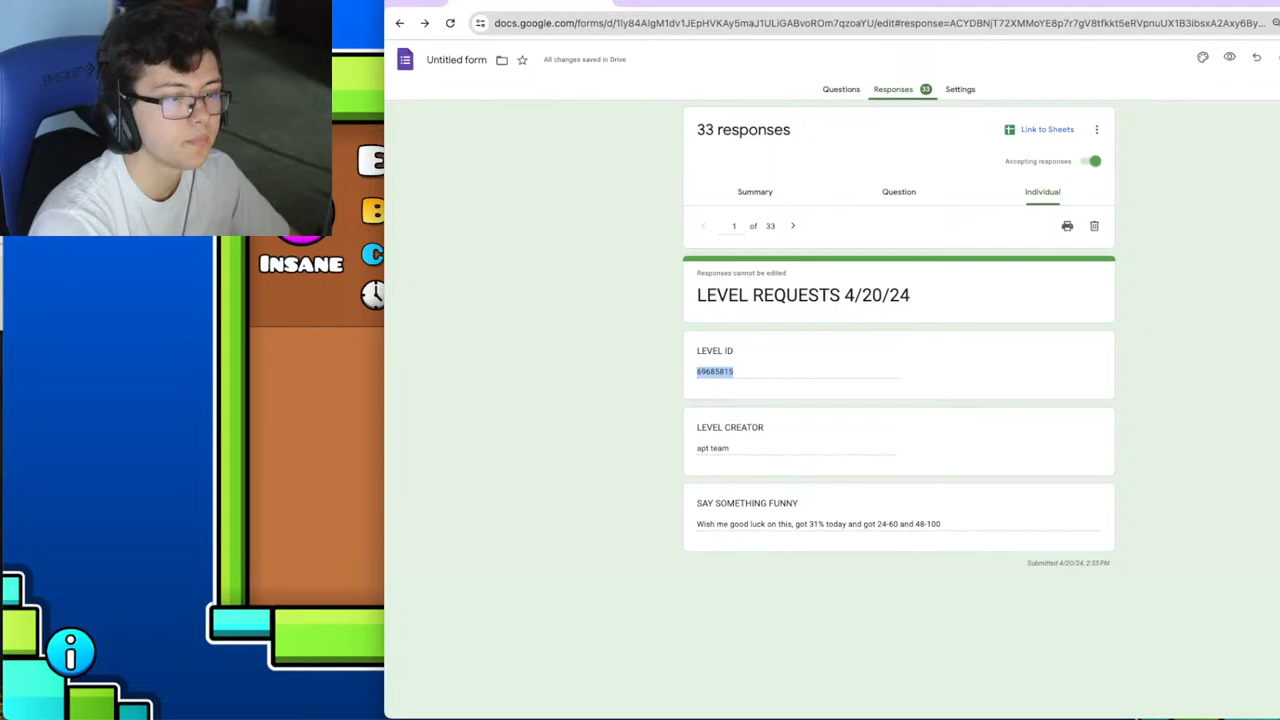 docs.google.com/forms/d/1Iy84AIgM1dv1JEpHVKAy5maJ1ULiGABvoROm7qzoaYU/edit#response=ACYDBNjT72XMMoYE8p7r7gV8tfkkt5eRVpnuUX1B3ibsxA2Axy6By...
Untitled form
All changes saved in Drive
Questions
Responses 33
Settings
33 responses
Link to Sheets
Accepting responses
Summary
Question
Individual
1 of 33
Responses cannot be edited
LEVEL REQUESTS 4/20/24
LEVEL ID
69685815
LEVEL CREATOR
apt team
SAY SOMETHING FUNNY
Wish me good luck on this, got 31% today and got 24-60 and 48-100
Submitted 4/20/24, 2:55 PM
E
B
C
INSANE
i